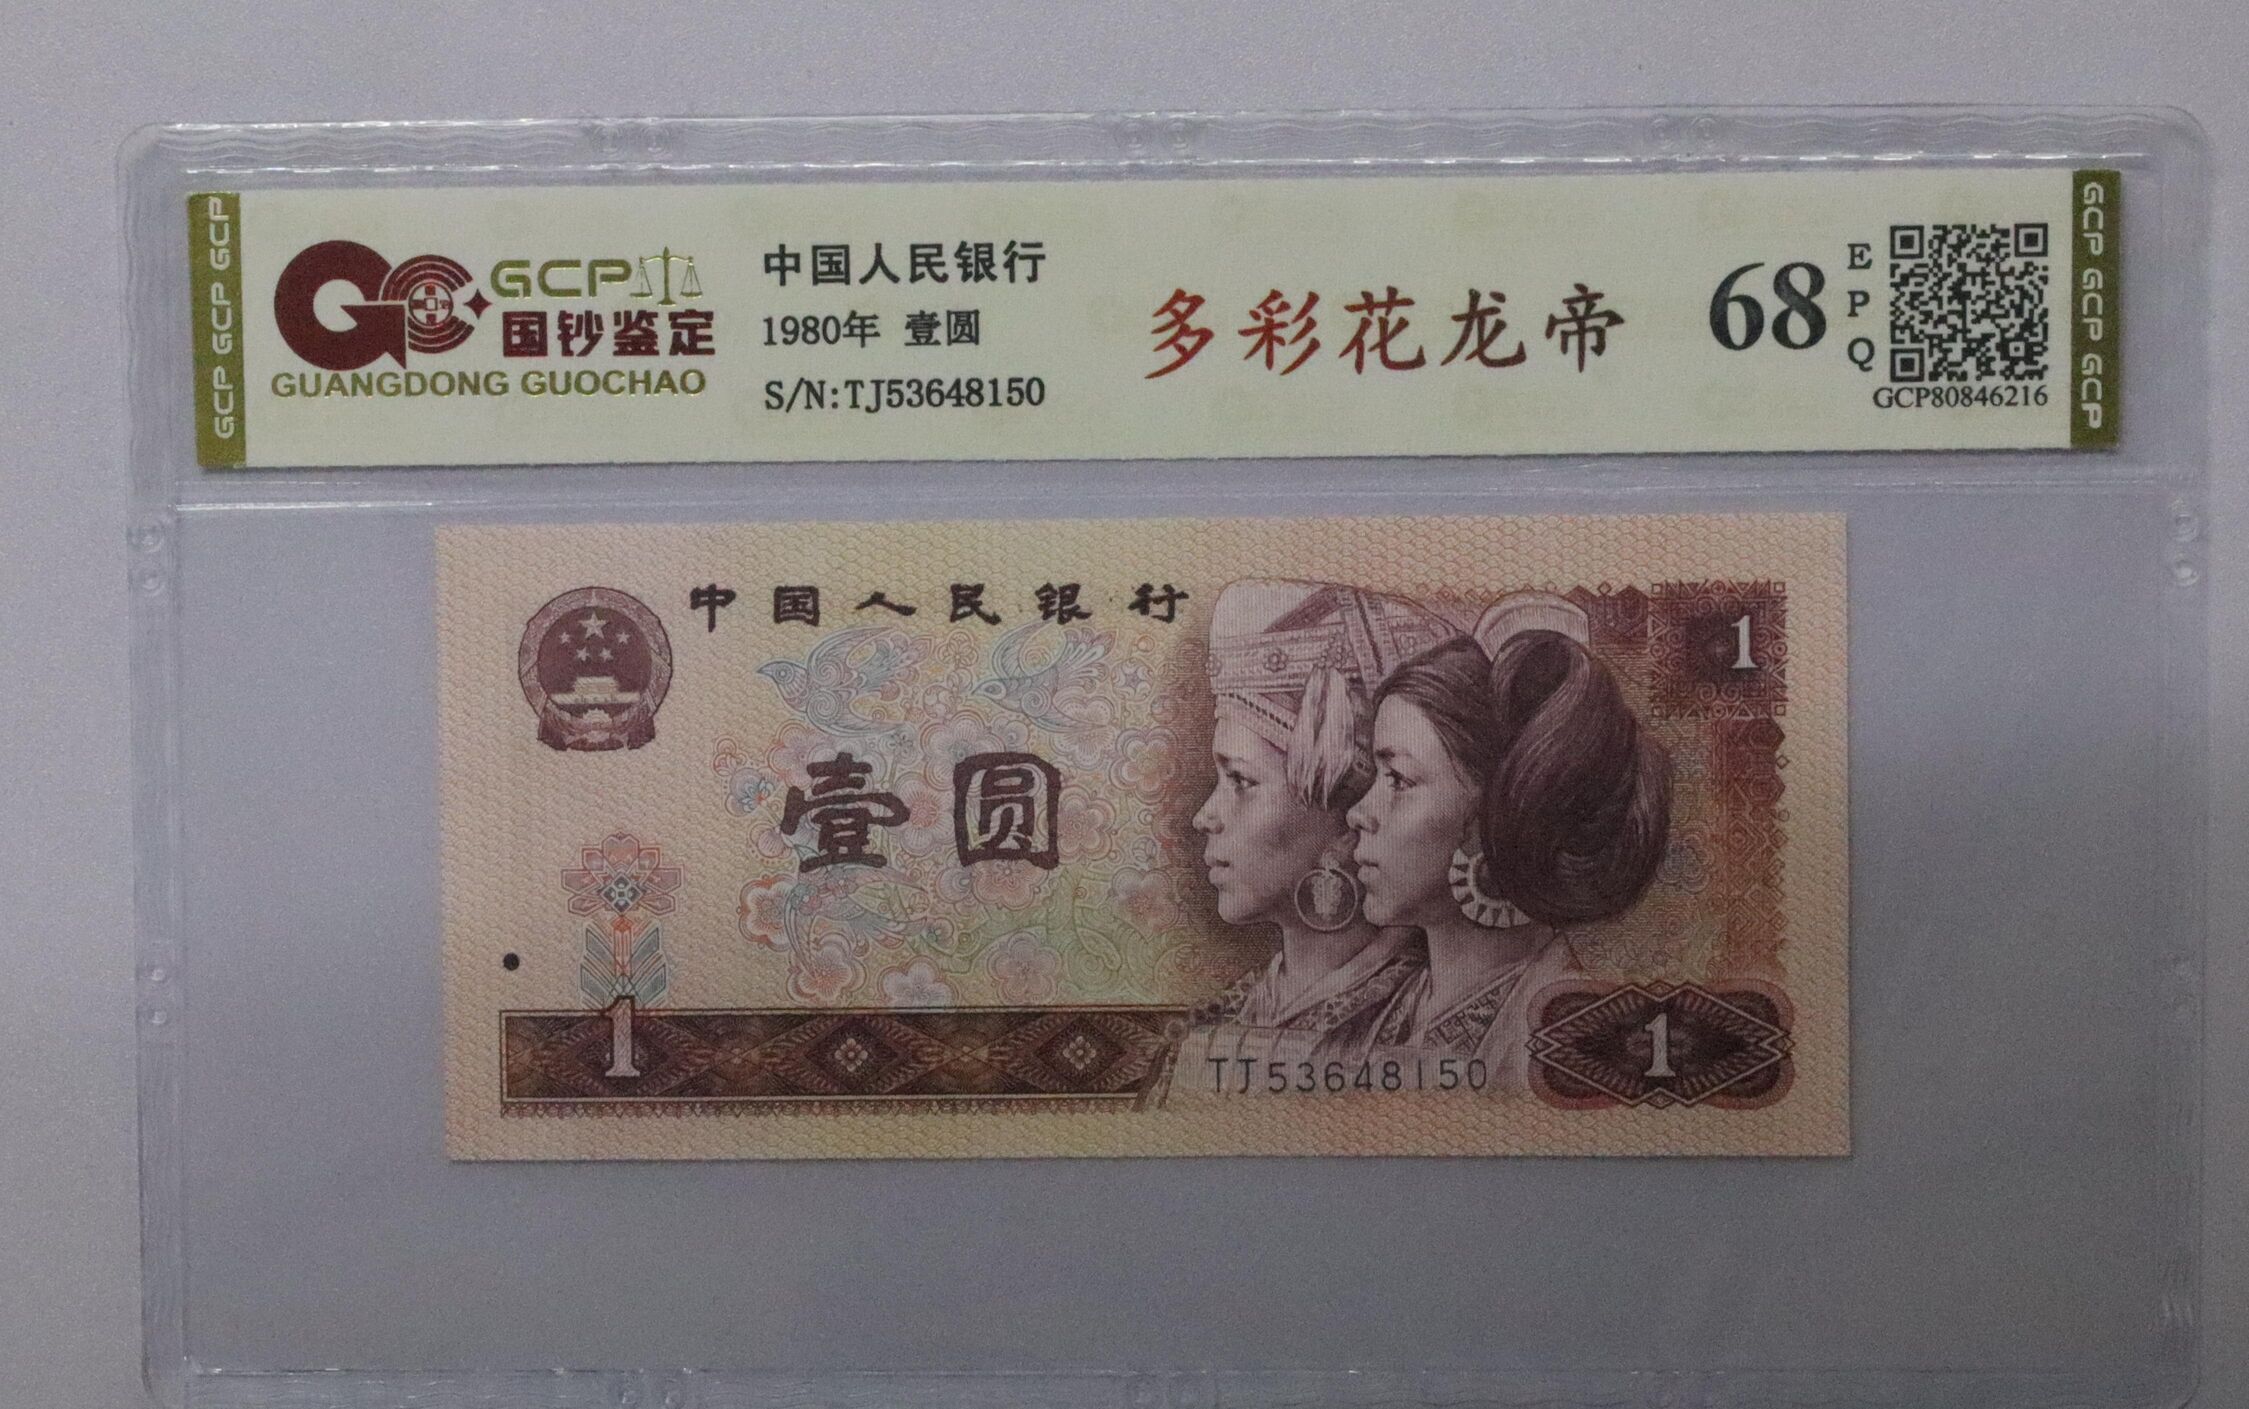 GCP GCP GCP
GCP
国钞鉴定
GUANGDONG GUOCHAO
中国人民银行
1980年 壹圆
S/N:TJ53648150
多彩花龙帝
68
E
P
Q
GCP80846216
GCP GCP GCP
中国人民银行
1
壹圆
1
TJ53648150
1